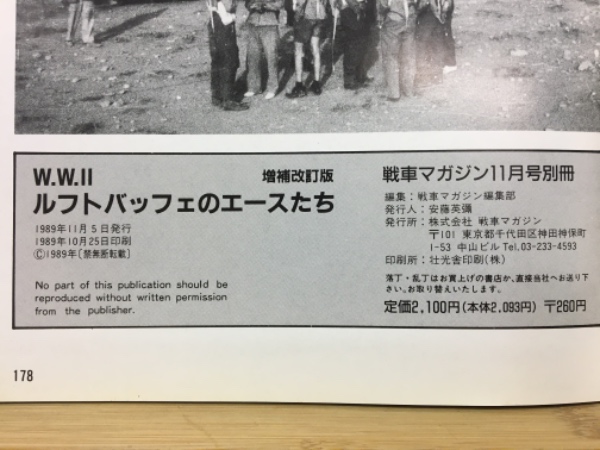 W.W.II 増補改訂版
ルフトバッフェのエースたち
1989年11月5日発行
1989年10月25日印刷
Ⓒ1989年〔禁無断転載〕
No part of this publication should be
reproduced without written permission
from the publisher.
戦車マガジン11月号別冊
編集：戦車マガジン編集部
発行人：安藤英彌
発行所：株式会社 戦車マガジン
〒101 東京都千代田区神田神保町
1-53 中山ビル Tel.03-233-4593
印刷所：壮光舎印刷(株)
落丁・乱丁はお買上げの書店か、直接当社へお送り下
さい。お取り替えいたします。
定価2,100円(本体2,093円) 〒260円
178